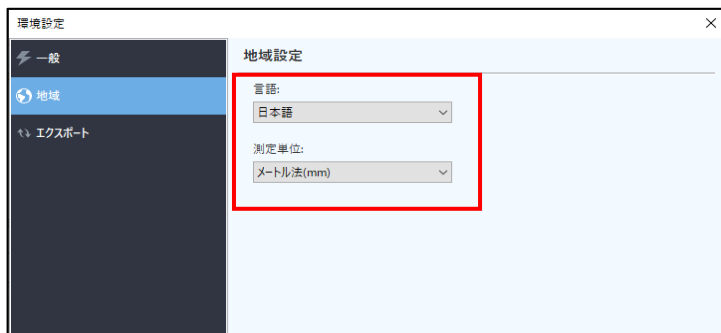 環境設定
一般
地域
エクスポート
地域設定
言語:
日本語
測定単位:
メートル法(mm)